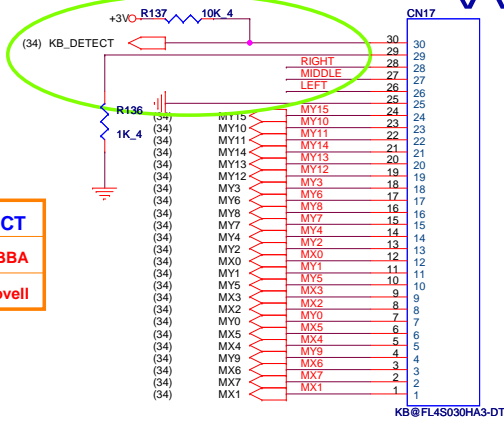 +3V R137 10K_4 CN17
(34) KB_DETECT 30 30
29 29
RIGHT 28 28
MIDDLE 27 27
LEFT 26 26
25 25
R136
1K_4
(34) MY15 MY15 24 24
(34) MY10 MY10 23 23
(34) MY11 MY11 22 22
(34) MY14 MY14 21 21
(34) MY13 MY13 20 20
(34) MY12 MY12 19 19
(34) MY3 MY3 18 18
(34) MY6 MY6 17 17
(34) MY8 MY8 16 16
(34) MY7 MY7 15 15
(34) MY4 MY4 14 14
(34) MY2 MY2 13 13
(34) MX0 MX0 12 12
(34) MY1 MY1 11 11
(34) MY5 MY5 10 10
(34) MX3 MX3 9 9
(34) MX2 MX2 8 8
(34) MY0 MY0 7 7
(34) MX5 MX5 6 6
(34) MX4 MX4 5 5
(34) MY9 MY9 4 4
(34) MX6 MX6 3 3
(34) MX7 MX7 2 2
(34) MX1 MX1 1 1
KB@FL4S030HA3-DT
CT
BBA
ovell